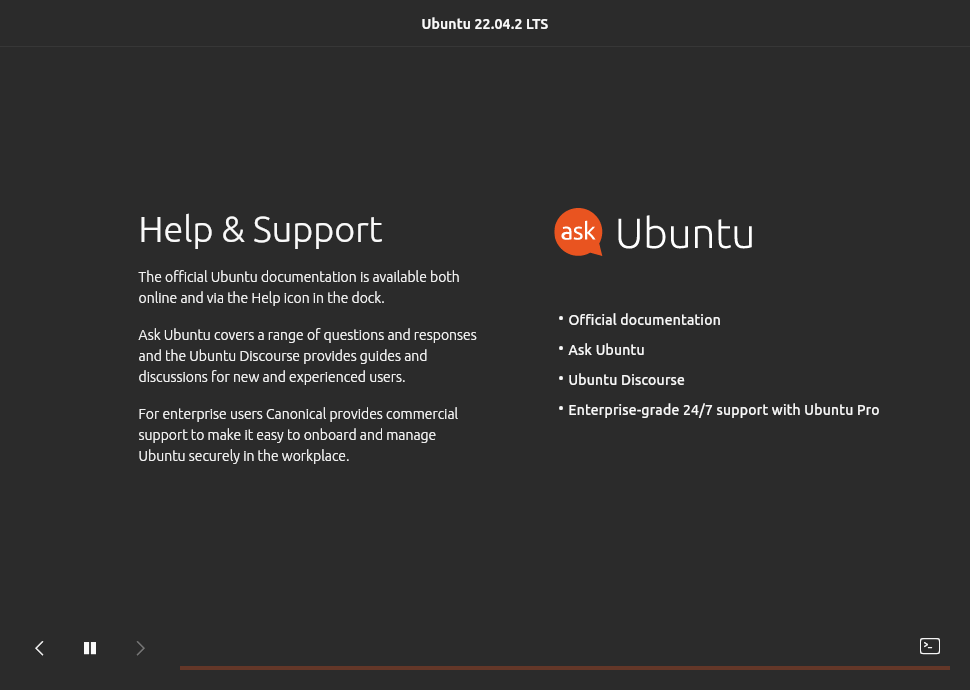 Ubuntu 22.04.2 LTS
Help & Support
The official Ubuntu documentation is available both
online and via the Help icon in the dock.
Ask Ubuntu covers a range of questions and responses
and the Ubuntu Discourse provides guides and
discussions for new and experienced users.
For enterprise users Canonical provides commercial
support to make it easy to onboard and manage
Ubuntu securely in the workplace.
ask Ubuntu
• Official documentation
• Ask Ubuntu
• Ubuntu Discourse
• Enterprise-grade 24/7 support with Ubuntu Pro